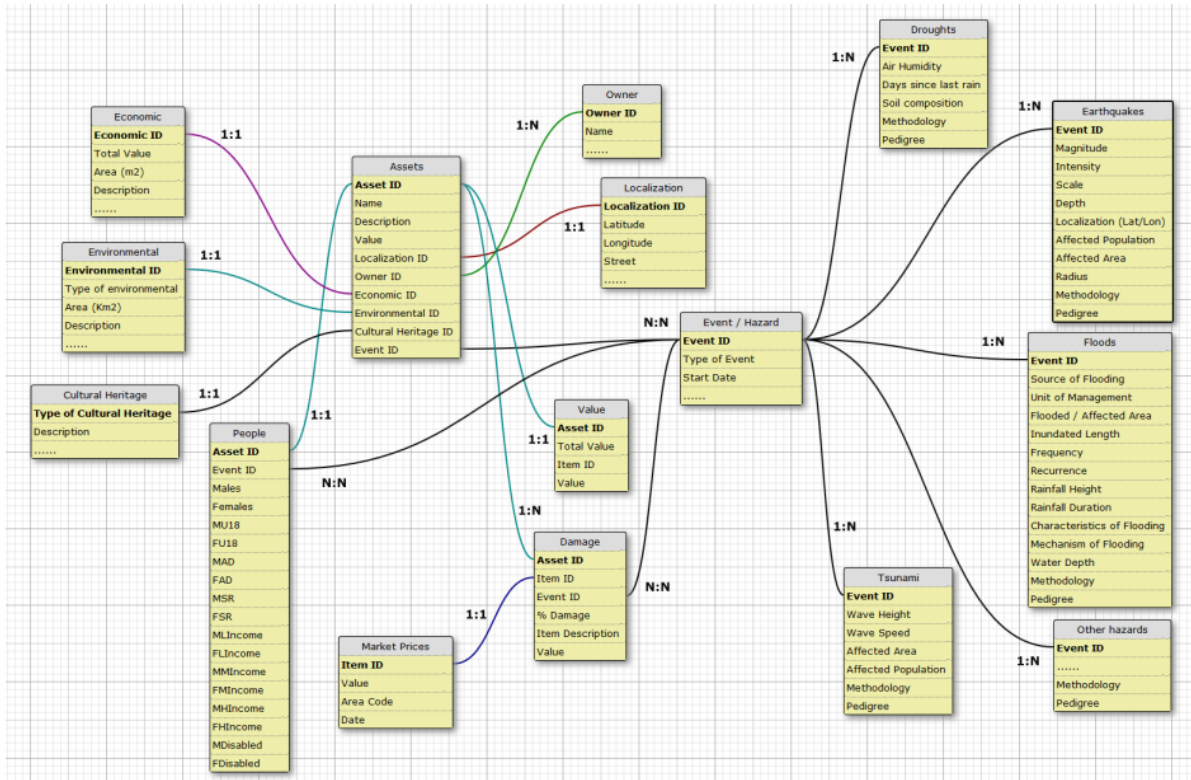 Droughts
Event ID
Air Humidity
Days since last rain
Soil composition
Methodology
Pedigree
1:N
Earthquakes
Event ID
Magnitude
Intensity
Scale
Depth
Localization (Lat/Lon)
Affected Population
Affected Area
Radius
Methodology
Pedigree
1:N
Owner
Owner ID
Name
......
1:N
Economic
Economic ID
Total Value
Area (m2)
Description
......
1:1
Assets
Asset ID
Name
Description
Value
Localization ID
Owner ID
Economic ID
Environmental ID
Cultural Heritage ID
Event ID
Localization
Localization ID
Latitude
Longitude
Street
......
1:1
Environmental
Environmental ID
Type of environmental
Area (Km2)
Description
......
1:1
N:N
Event / Hazard
Event ID
Type of Event
Start Date
......
1:N
Floods
Event ID
Source of Flooding
Unit of Management
Flooded / Affected Area
Inundated Length
Frequency
Recurrence
Rainfall Height
Rainfall Duration
Characteristics of Flooding
Mechanism of Flooding
Water Depth
Methodology
Pedigree
Cultural Heritage
Type of Cultural Heritage
Description
......
1:1
1:1
People
Asset ID
Event ID
Males
Females
MU18
FU18
MAD
FAD
MSR
FSR
MLIncome
FLIncome
MMIncome
FMIncome
MHIncome
FHIncome
MDisabled
FDisabled
N:N
Value
Asset ID
Total Value
Item ID
Value
1:1
1:N
Damage
Asset ID
Item ID
Event ID
% Damage
Item Description
Value
N:N
1:1
Market Prices
Item ID
Value
Area Code
Date
1:N
Tsunami
Event ID
Wave Height
Wave Speed
Affected Area
Affected Population
Methodology
Pedigree
1:N
Other hazards
Event ID
......
Methodology
Pedigree